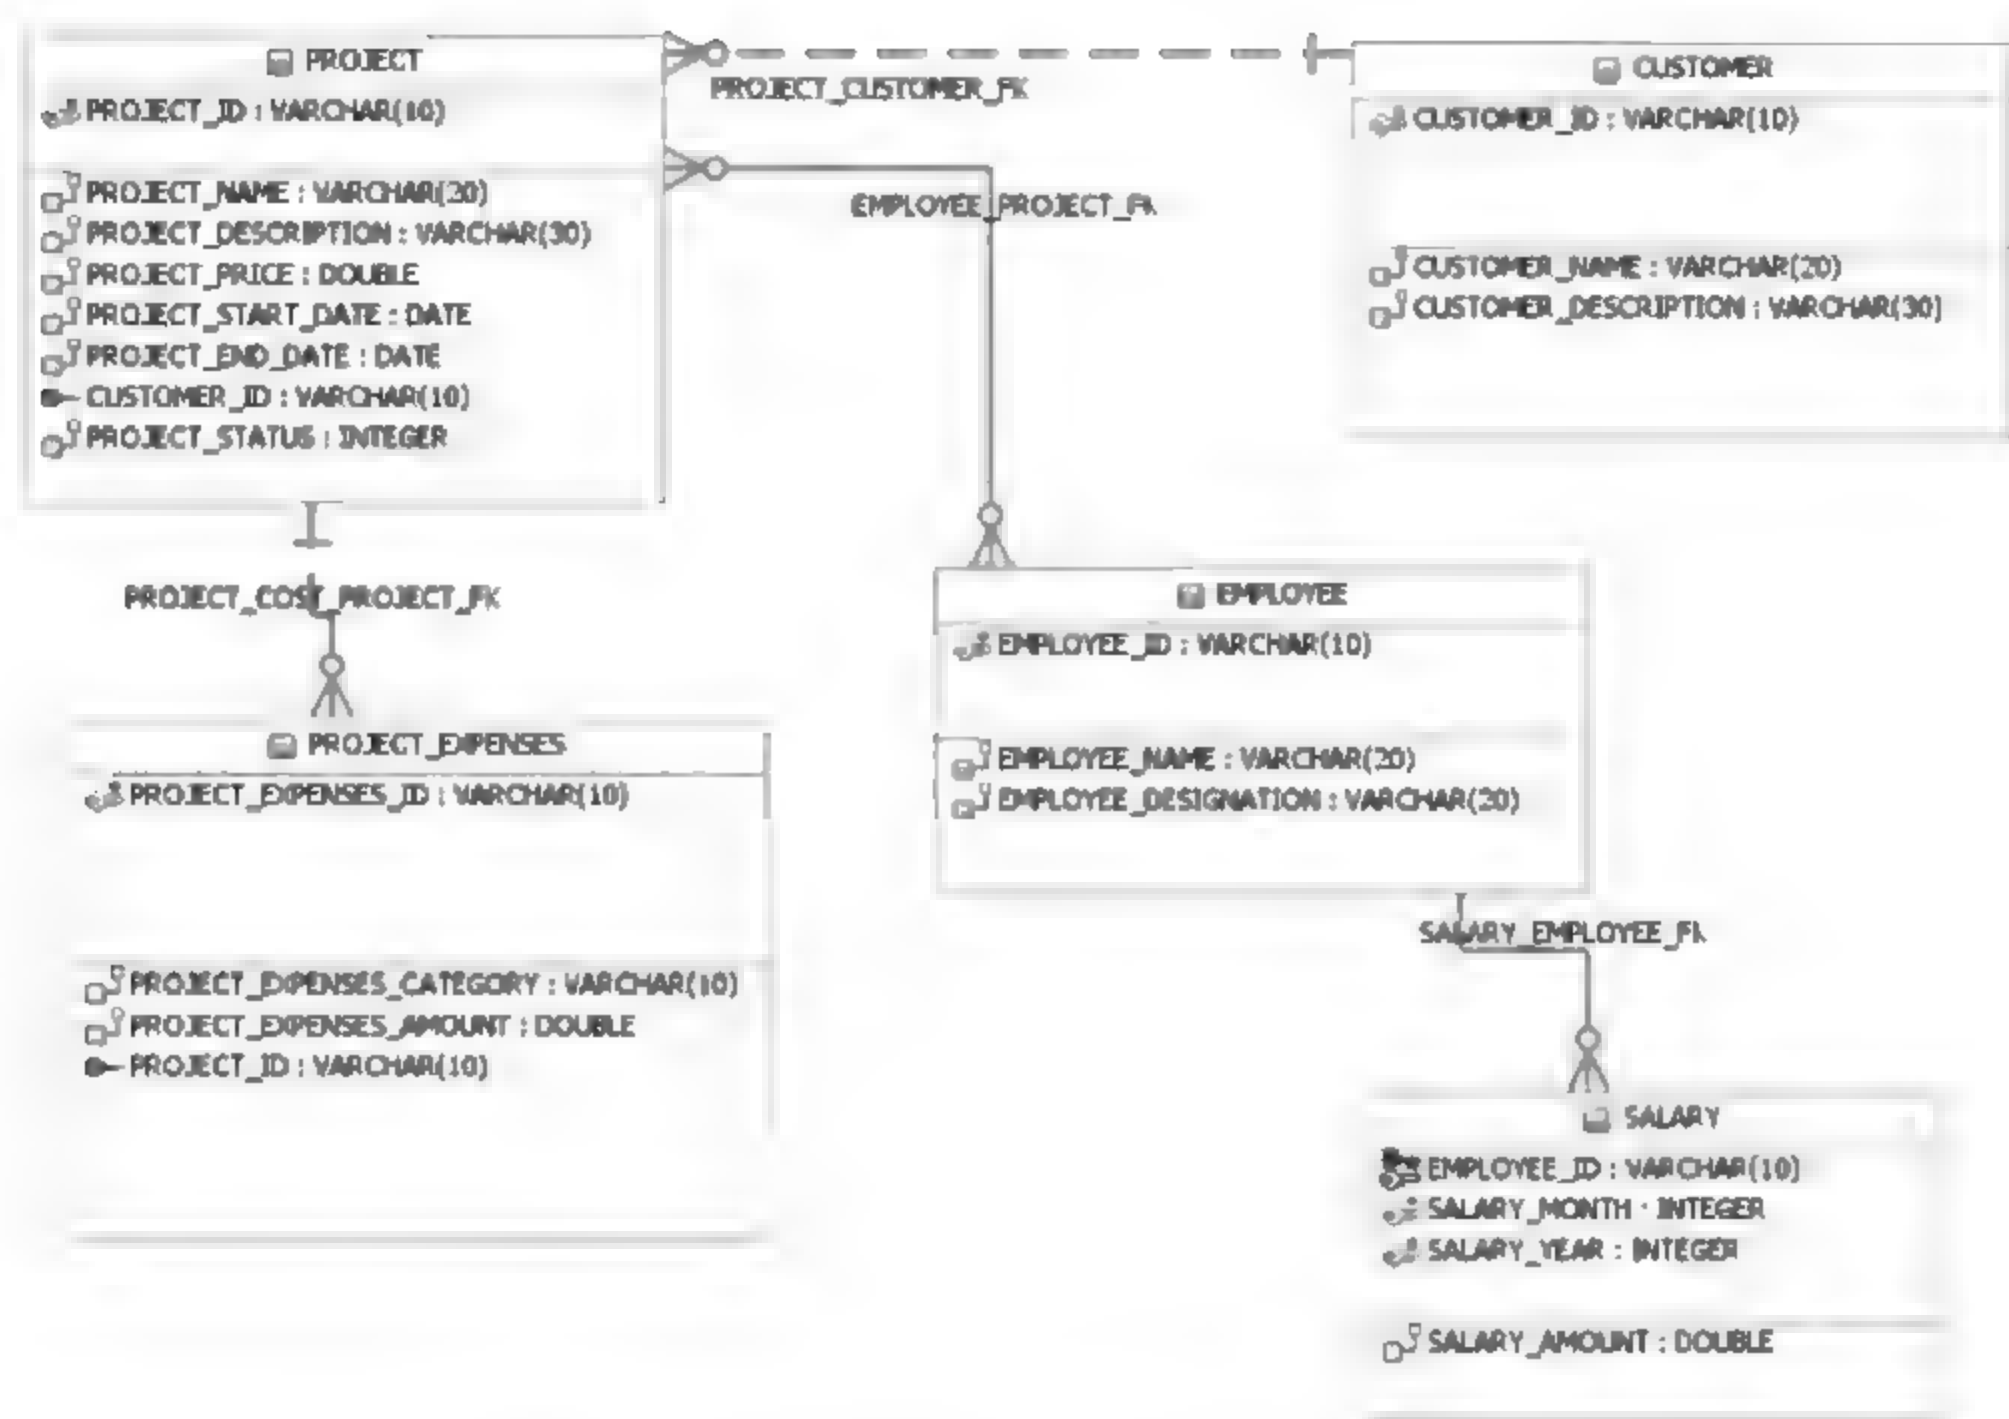 PROJECT
PROJECT_ID : VARCHAR(10)
PROJECT_NAME : VARCHAR(20)
PROJECT_DESCRIPTION : VARCHAR(30)
PROJECT_PRICE : DOUBLE
PROJECT_START_DATE : DATE
PROJECT_END_DATE : DATE
CUSTOMER_ID : VARCHAR(10)
PROJECT_STATUS : INTEGER
PROJECT_CUSTOMER_FK
CUSTOMER
CUSTOMER_ID : VARCHAR(10)
CUSTOMER_NAME : VARCHAR(20)
CUSTOMER_DESCRIPTION : VARCHAR(30)
EMPLOYEE_PROJECT_FK
PROJECT_COST_PROJECT_FK
EMPLOYEE
EMPLOYEE_ID : VARCHAR(10)
EMPLOYEE_NAME : VARCHAR(20)
EMPLOYEE_DESIGNATION : VARCHAR(20)
PROJECT_EXPENSES
PROJECT_EXPENSES_ID : VARCHAR(10)
PROJECT_EXPENSES_CATEGORY : VARCHAR(10)
PROJECT_EXPENSES_AMOUNT : DOUBLE
PROJECT_ID : VARCHAR(10)
SALARY_EMPLOYEE_FK
SALARY
EMPLOYEE_ID : VARCHAR(10)
SALARY_MONTH : INTEGER
SALARY_YEAR : INTEGER
SALARY_AMOUNT : DOUBLE